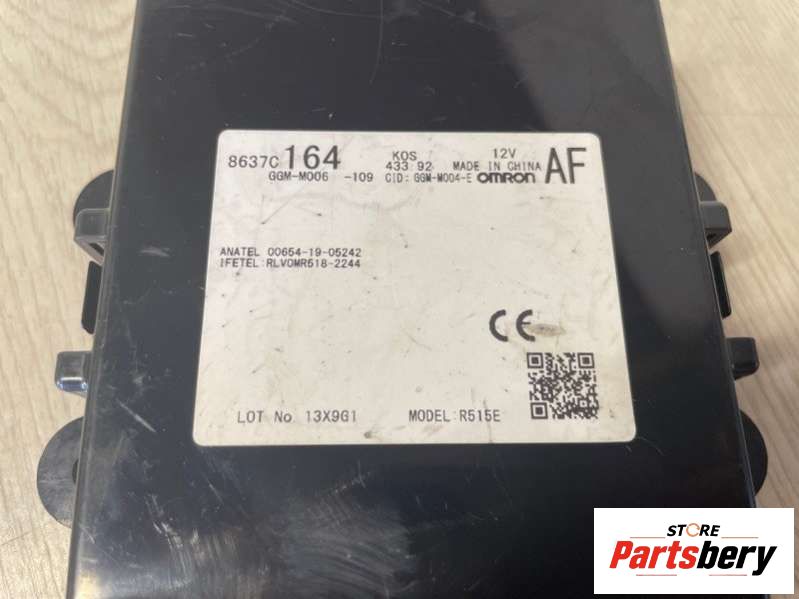 8637C 164 KOS 12V AF
GGM-M006 -109 433 92 MADE IN CHINA
CID: GGM-M004-E OMRON
ANATEL 00654-19-05242
IFETEL:RLVOMR518-2244
CE
LOT No 13X9G1 MODEL:R515E
STORE
Partsbery